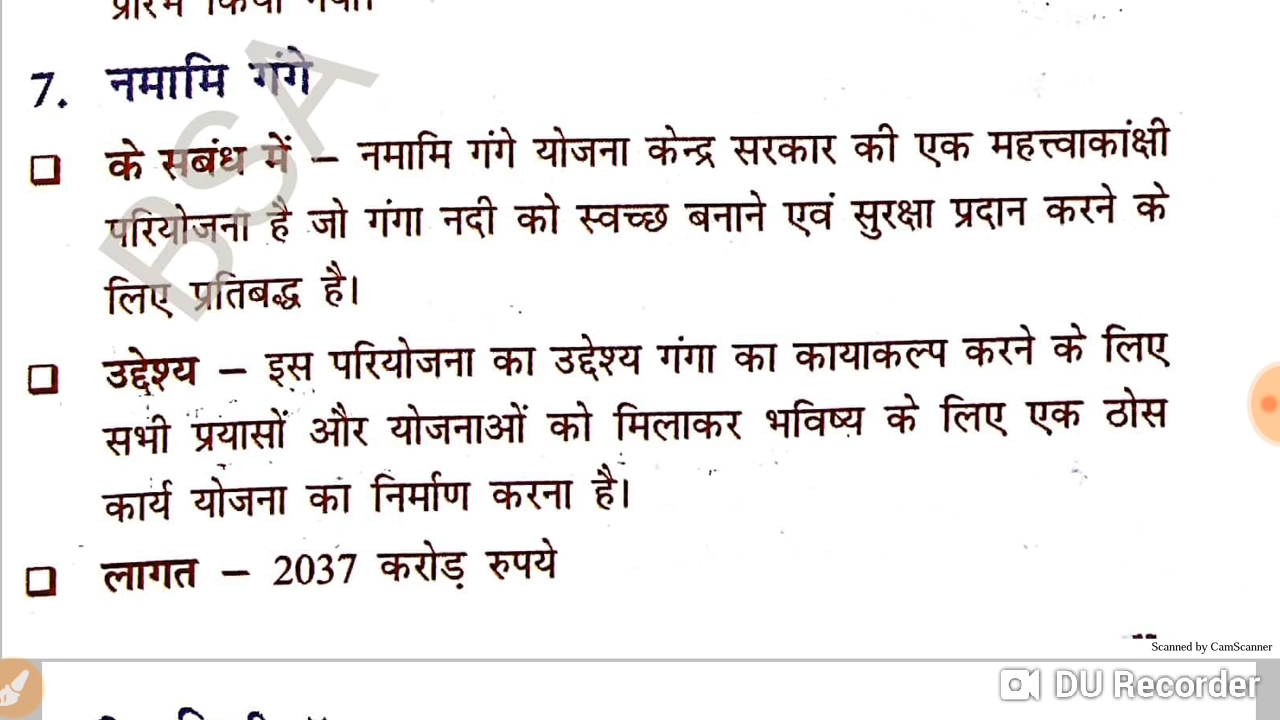 7. नमामि गंगे
BSA
❑ के सबंध में – नमामि गंगे योजना केन्द्र सरकार की एक महत्त्वाकांक्षी
परियोजना है जो गंगा नदी को स्वच्छ बनाने एवं सुरक्षा प्रदान करने के
लिए प्रतिबद्ध है।
❑ उद्देश्य – इस परियोजना का उद्देश्य गंगा का कायाकल्प करने के लिए
सभी प्रयासों और योजनाओं को मिलाकर भविष्य के लिए एक ठोस
कार्य योजना का निर्माण करना है।
❑ लागत – 2037 करोड़ रुपये
Scanned by CamScanner
DU Recorder